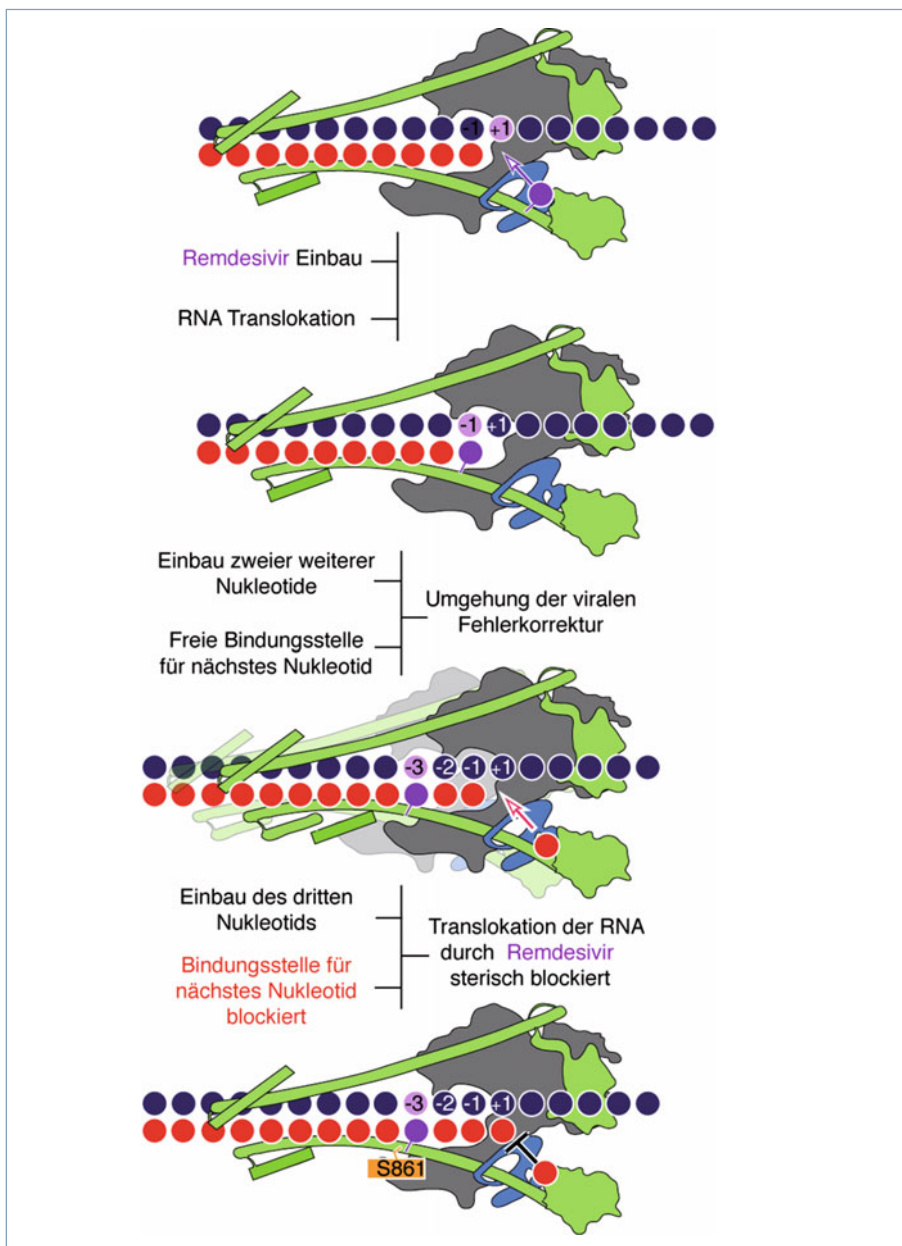 -1 +1
Remdesivir Einbau
RNA Translokation
-1 +1
Einbau zweier weiterer
Nukleotide
Freie Bindungsstelle
für nächstes Nukleotid
Umgehung der viralen
Fehlerkorrektur
-3 -2 -1 +1
Einbau des dritten
Nukleotids
Bindungsstelle für
nächstes Nukleotid
blockiert
Translokation der RNA
durch Remdesivir
sterisch blockiert
-3 -2 -1 +1
S861